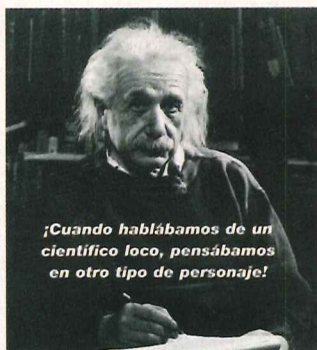 ¡Cuando hablábamos de un
científico loco, pensábamos
en otro tipo de personaje!